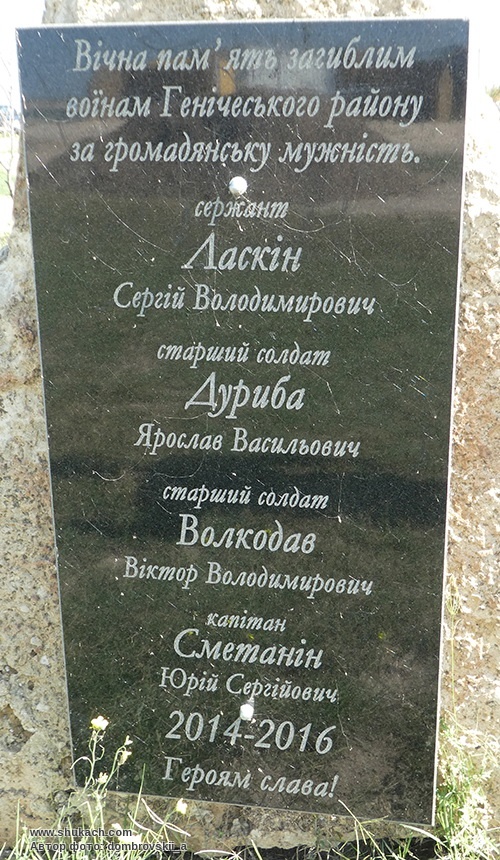 Вічна пам'ять загиблим
воїнам Генічеського району
за громадянську мужність.
сержант
Ласкін
Сергій Володимирович
старший солдат
Дуриба
Ярослав Васильович
старший солдат
Волкодав
Віктор Володимирович
капітан
Сметанін
Юрій Сергійович
2014-2016
Героям слава!
www.shukach.com
Автор фото: dombrovskii_a